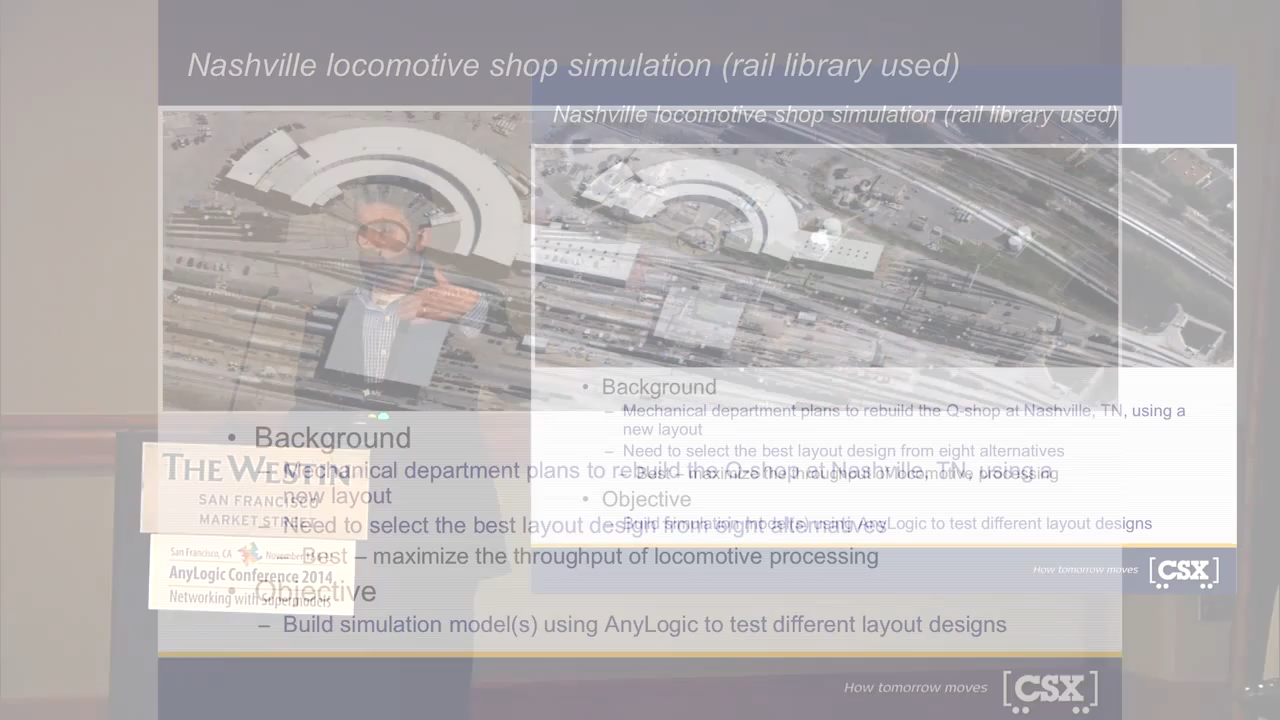 Nashville locomotive shop simulation (rail library used)
• Background
– Mechanical department plans to rebuild the Q-shop at Nashville, TN, using a
new layout
– Need to select the best layout design from eight alternatives
– Best – maximize the throughput of locomotive processing
• Objective
– Build simulation model(s) using AnyLogic to test different layout designs
How tomorrow moves
[CSX]
Nashville locomotive shop simulation (rail library used)
• Background
– Mechanical department plans to rebuild the Q-shop at Nashville, TN, using a
new layout
– Need to select the best layout design from eight alternatives
– Best – maximize the throughput of locomotive processing
• Objective
– Build simulation model(s) using AnyLogic to test different layout designs
How tomorrow moves
[CSX]
THE WESTIN
SAN FRANCISCO
MARKET STREET
San Francisco, CA
AnyLogic Conference 2014
Networking with Supermodels